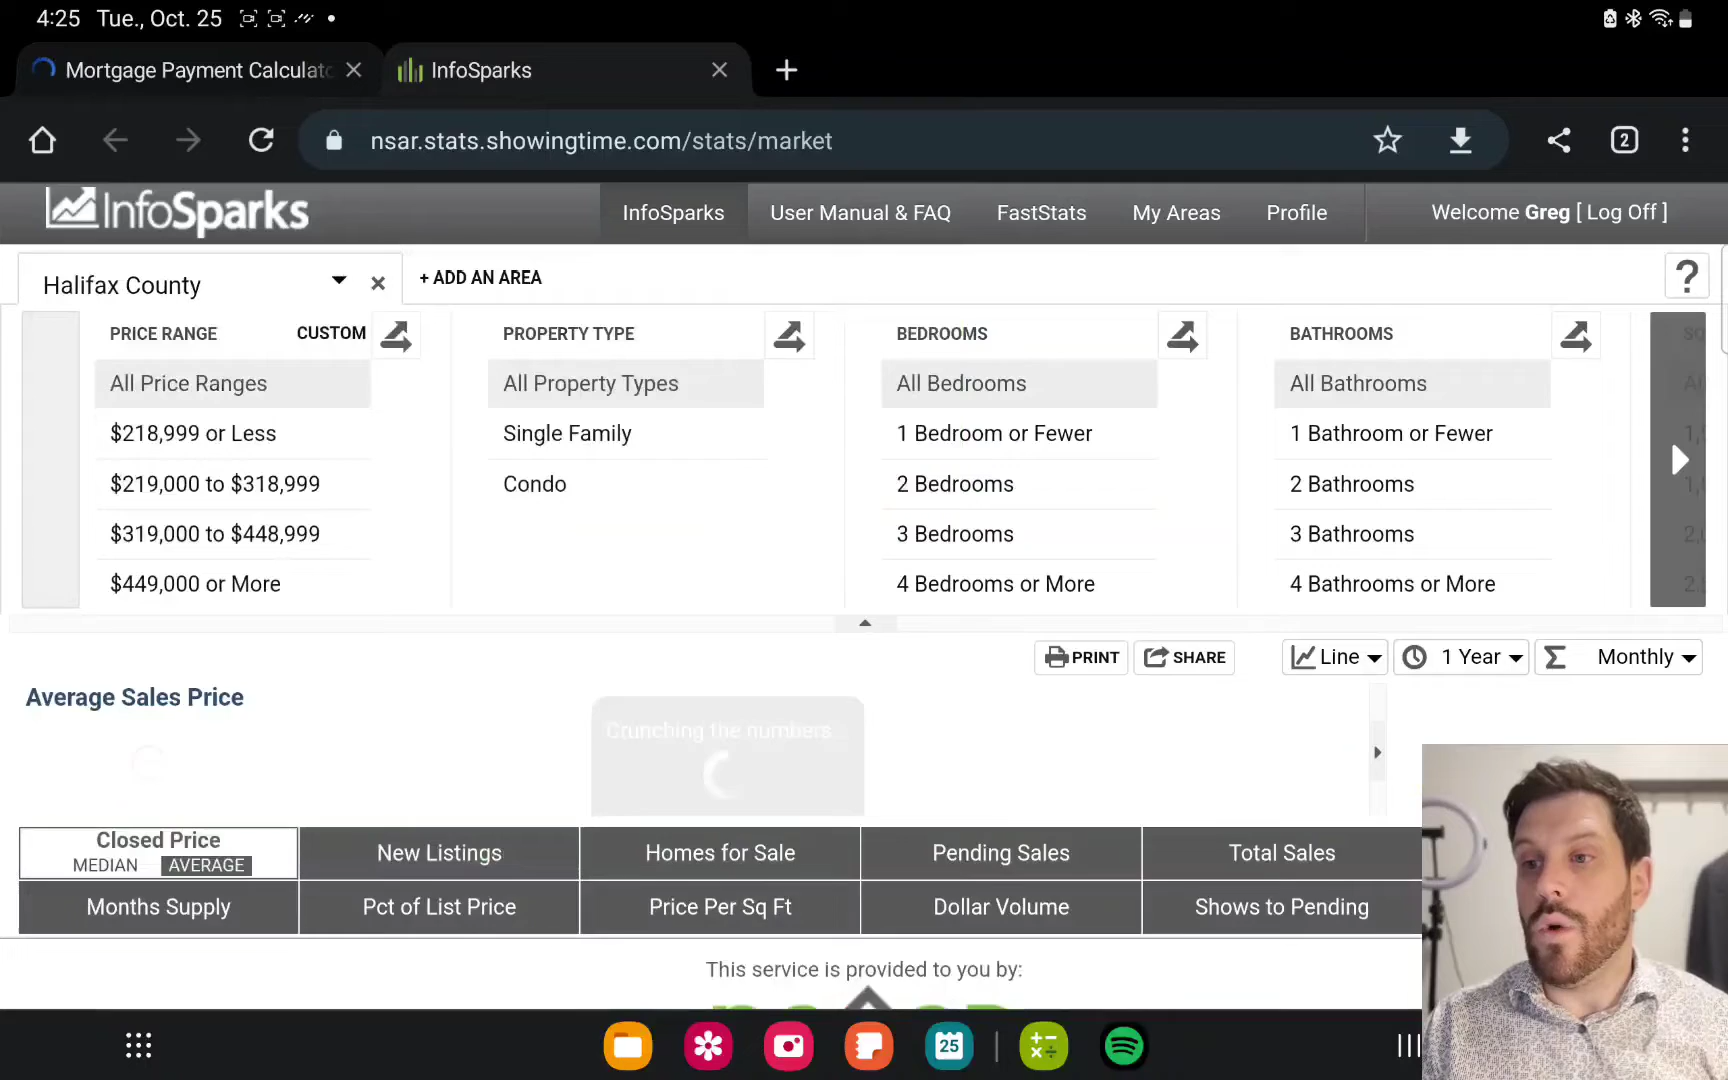 4:25 Tue., Oct. 25
Mortgage Payment Calculato
InfoSparks
nsar.stats.showingtime.com/stats/market
2
InfoSparks
InfoSparks
User Manual & FAQ
FastStats
My Areas
Profile
Welcome Greg [ Log Off ]
Halifax County
+ ADD AN AREA
?
PRICE RANGE
CUSTOM
All Price Ranges
$218,999 or Less
$219,000 to $318,999
$319,000 to $448,999
$449,000 or More
PROPERTY TYPE
All Property Types
Single Family
Condo
BEDROOMS
All Bedrooms
1 Bedroom or Fewer
2 Bedrooms
3 Bedrooms
4 Bedrooms or More
BATHROOMS
All Bathrooms
1 Bathroom or Fewer
2 Bathrooms
3 Bathrooms
4 Bathrooms or More
PRINT
SHARE
Line
1 Year
Monthly
Average Sales Price
Crunching the numbers...
Closed Price
MEDIAN AVERAGE
New Listings
Homes for Sale
Pending Sales
Total Sales
Months Supply
Pct of List Price
Price Per Sq Ft
Dollar Volume
Shows to Pending
This service is provided to you by:
25